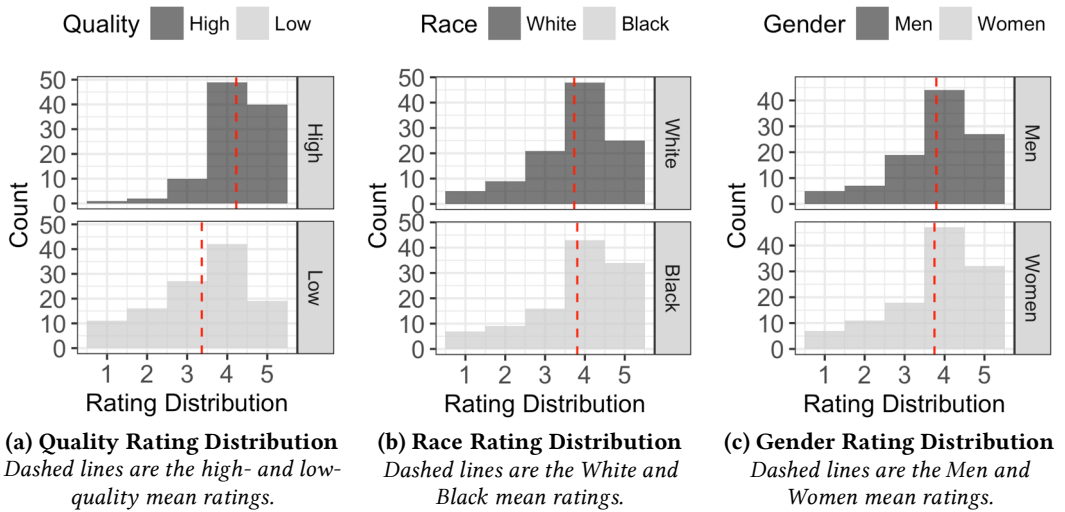 Quality High Low
50
40
30
20
10
0
High
50
40
30
20
10
0
Low
Count
1 2 3 4 5
Rating Distribution
(a) Quality Rating Distribution
Dashed lines are the high- and low-
quality mean ratings.
Race White Black
50
40
30
20
10
0
White
50
40
30
20
10
0
Black
Count
1 2 3 4 5
Rating Distribution
(b) Race Rating Distribution
Dashed lines are the White and
Black mean ratings.
Gender Men Women
40
30
20
10
0
Men
40
30
20
10
0
Women
Count
1 2 3 4 5
Rating Distribution
(c) Gender Rating Distribution
Dashed lines are the Men and
Women mean ratings.